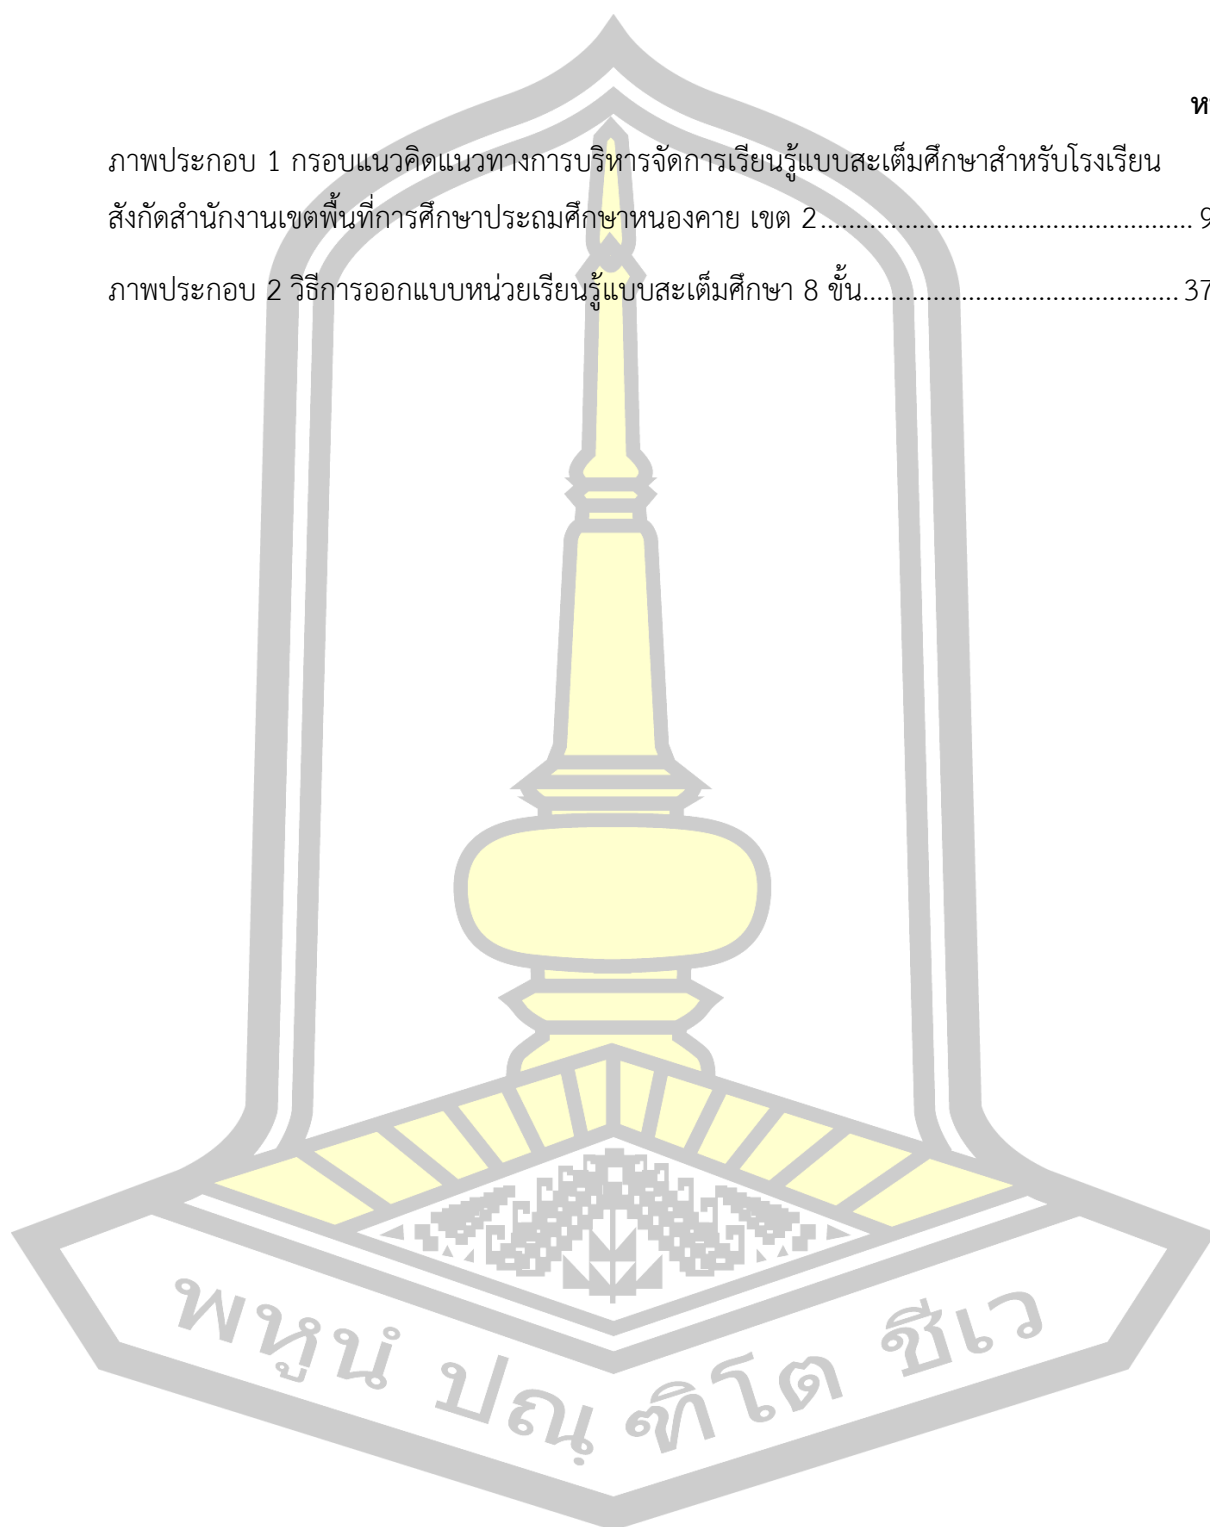 ภาพประกอบ 1 กรอบแนวคิดแนวทางการบริหารจัดการเรียนรู้แบบสะเต็มศึกษาสำหรับโรงเรียน
สังกัดสำนักงานเขตพื้นที่การศึกษาประถมศึกษาหนองคาย เขต 2.................................................... 9
ภาพประกอบ 2 วิธีการออกแบบหน่วยเรียนรู้แบบสะเต็มศึกษา 8 ขั้น............................................ 37
พหูนํ ปณฺฑิโต ชีเว